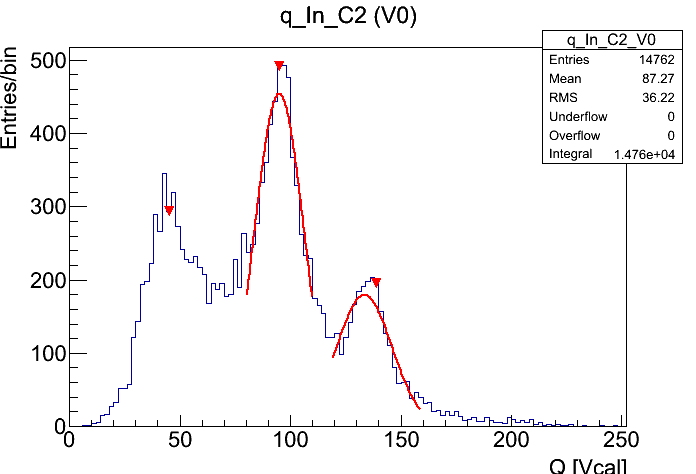 q_In_C2 (V0)
q_In_C2_V0
Entries 14762
Mean 87.27
RMS 36.22
Underflow 0
Overflow 0
Integral 1.476e+04
Entries/bin
500
400
300
200
100
0
0 50 100 150 200 250
Q [Vcal]